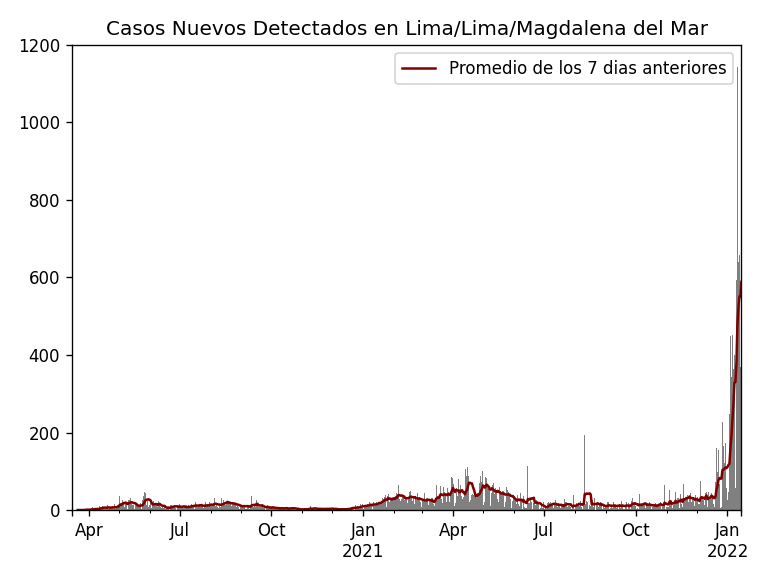 Casos Nuevos Detectados en Lima/Lima/Magdalena del Mar
Promedio de los 7 dias anteriores
1200
1000
800
600
400
200
0
Apr Jul Oct Jan Apr Jul Oct Jan
2021 2022